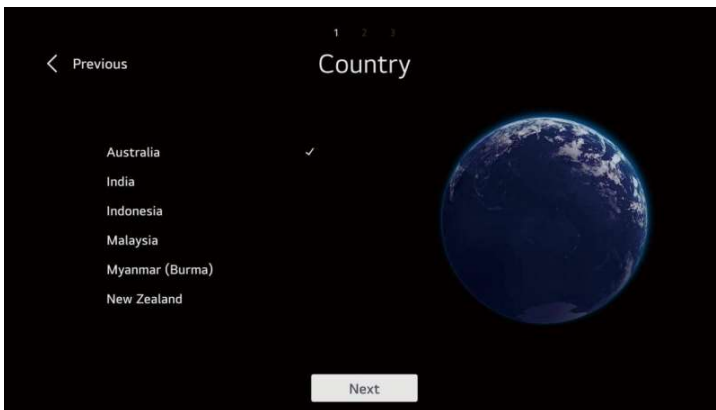 1 2 3
Previous
Country
Australia
India
Indonesia
Malaysia
Myanmar (Burma)
New Zealand
Next